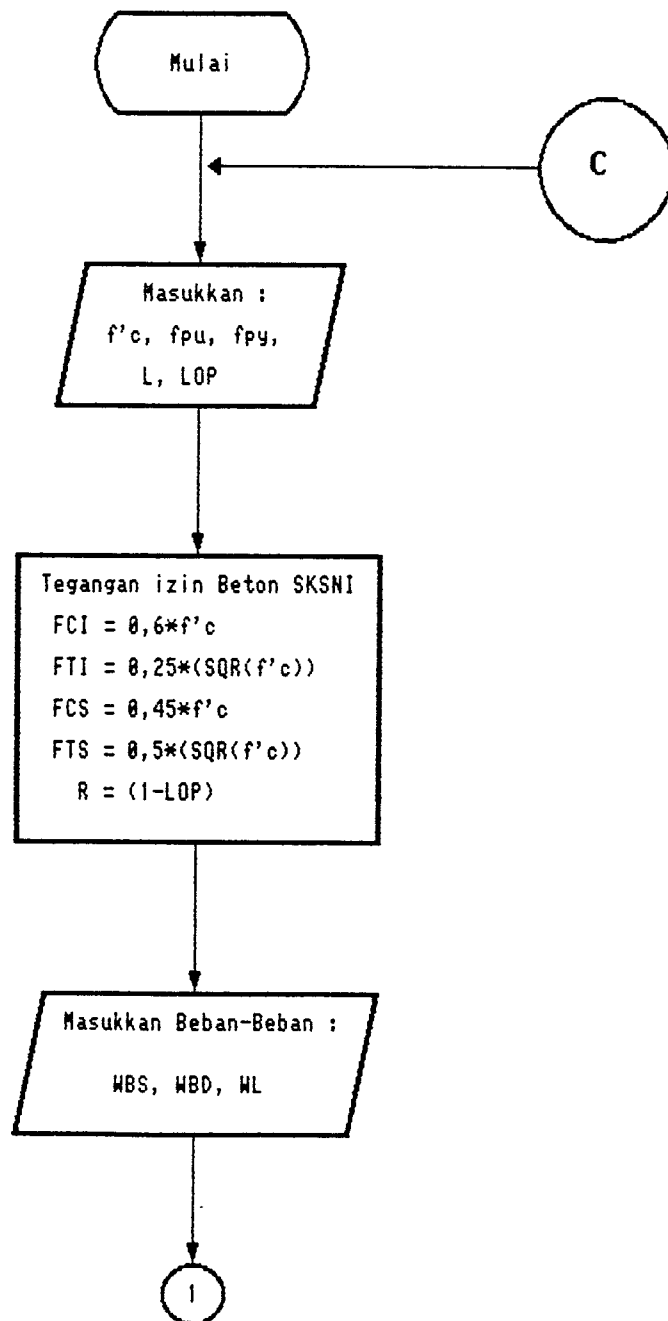 Mulai
C
Masukkan :
f'c, fpu, fpy,
L, LOP
Tegangan izin Beton SKSNI
FCI = 0,6*f'c
FTI = 0,25*(SQR(f'c))
FCS = 0,45*f'c
FTS = 0,5*(SQR(f'c))
R = (1-LOP)
Masukkan Beban-Beban :
WBS, WBD, WL
1